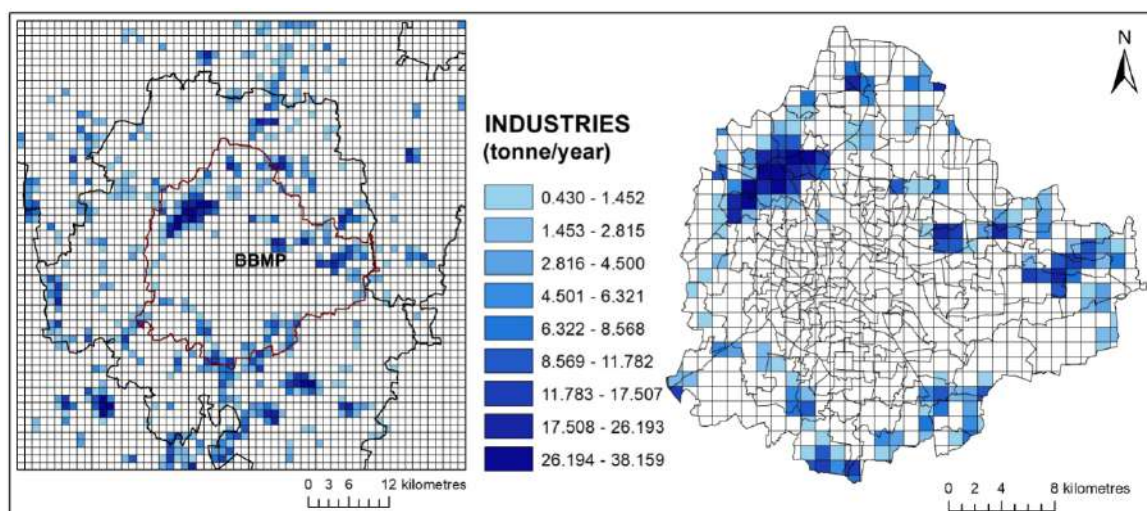 BBMP
0 3 6 12 kilometres
INDUSTRIES
(tonne/year)
0.430 - 1.452
1.453 - 2.815
2.816 - 4.500
4.501 - 6.321
6.322 - 8.568
8.569 - 11.782
11.783 - 17.507
17.508 - 26.193
26.194 - 38.159
N
0 2 4 8 kilometres